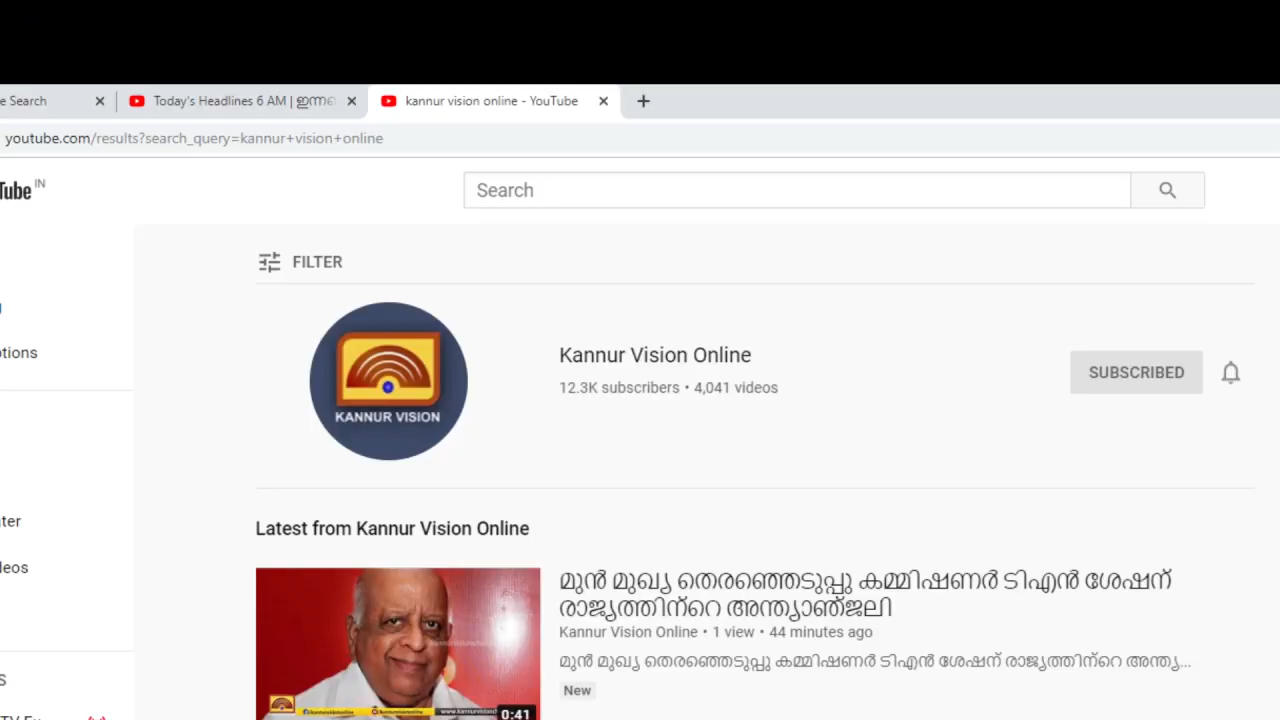 e Search
Today's Headlines 6 AM | ഇന്നത
kannur vision online - YouTube
youtube.com/results?search_query=kannur+vision+online
Tube IN
Search
FILTER
KANNUR VISION
Kannur Vision Online
12.3K subscribers • 4,041 videos
SUBSCRIBED
ptions
ter
leos
S
Latest from Kannur Vision Online
മുൻ മുഖ്യ തെരഞ്ഞെടുപ്പു കമ്മിഷണർ ടിഎൻ ശേഷന്
രാജ്യത്തിന്റെ അന്ത്യാഞ്ജലി
Kannur Vision Online • 1 view • 44 minutes ago
മുൻ മുഖ്യ തെരഞ്ഞെടുപ്പു കമ്മിഷണർ ടിഎൻ ശേഷന് രാജ്യത്തിന്റെ അന്ത്യ...
New
0:41